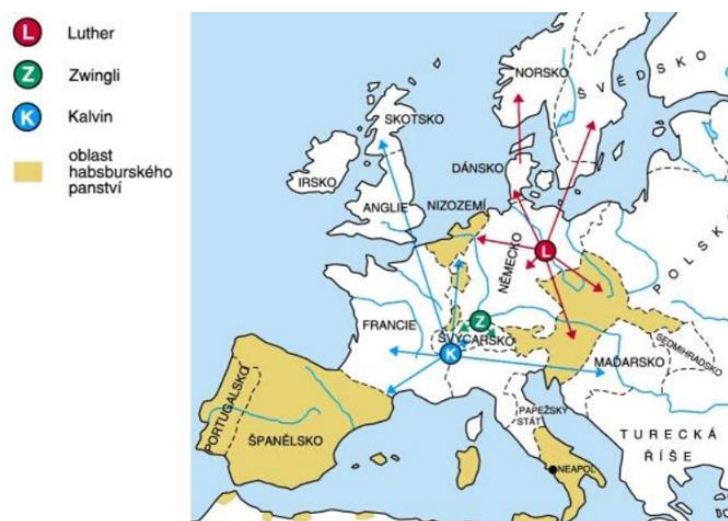 L Luther
Z Zwingli
K Kalvin
oblast
habsburského
panství
NORSKO
ŠVÉDSKO
SKOTSKO
DÁNSKO
IRSKO
NIZOZEMÍ
ANGLIE
L
NĚMECKO
POLSKO
Z
FRANCIE
ŠVÝCARSKO
K
SEDMIHRADSKO
MAĎARSKO
PORTUGALSKO
PAPEŽSKÝ
STÁT
ŠPANĚLSKO
TURECKÁ
ŘÍŠE
NEAPOL